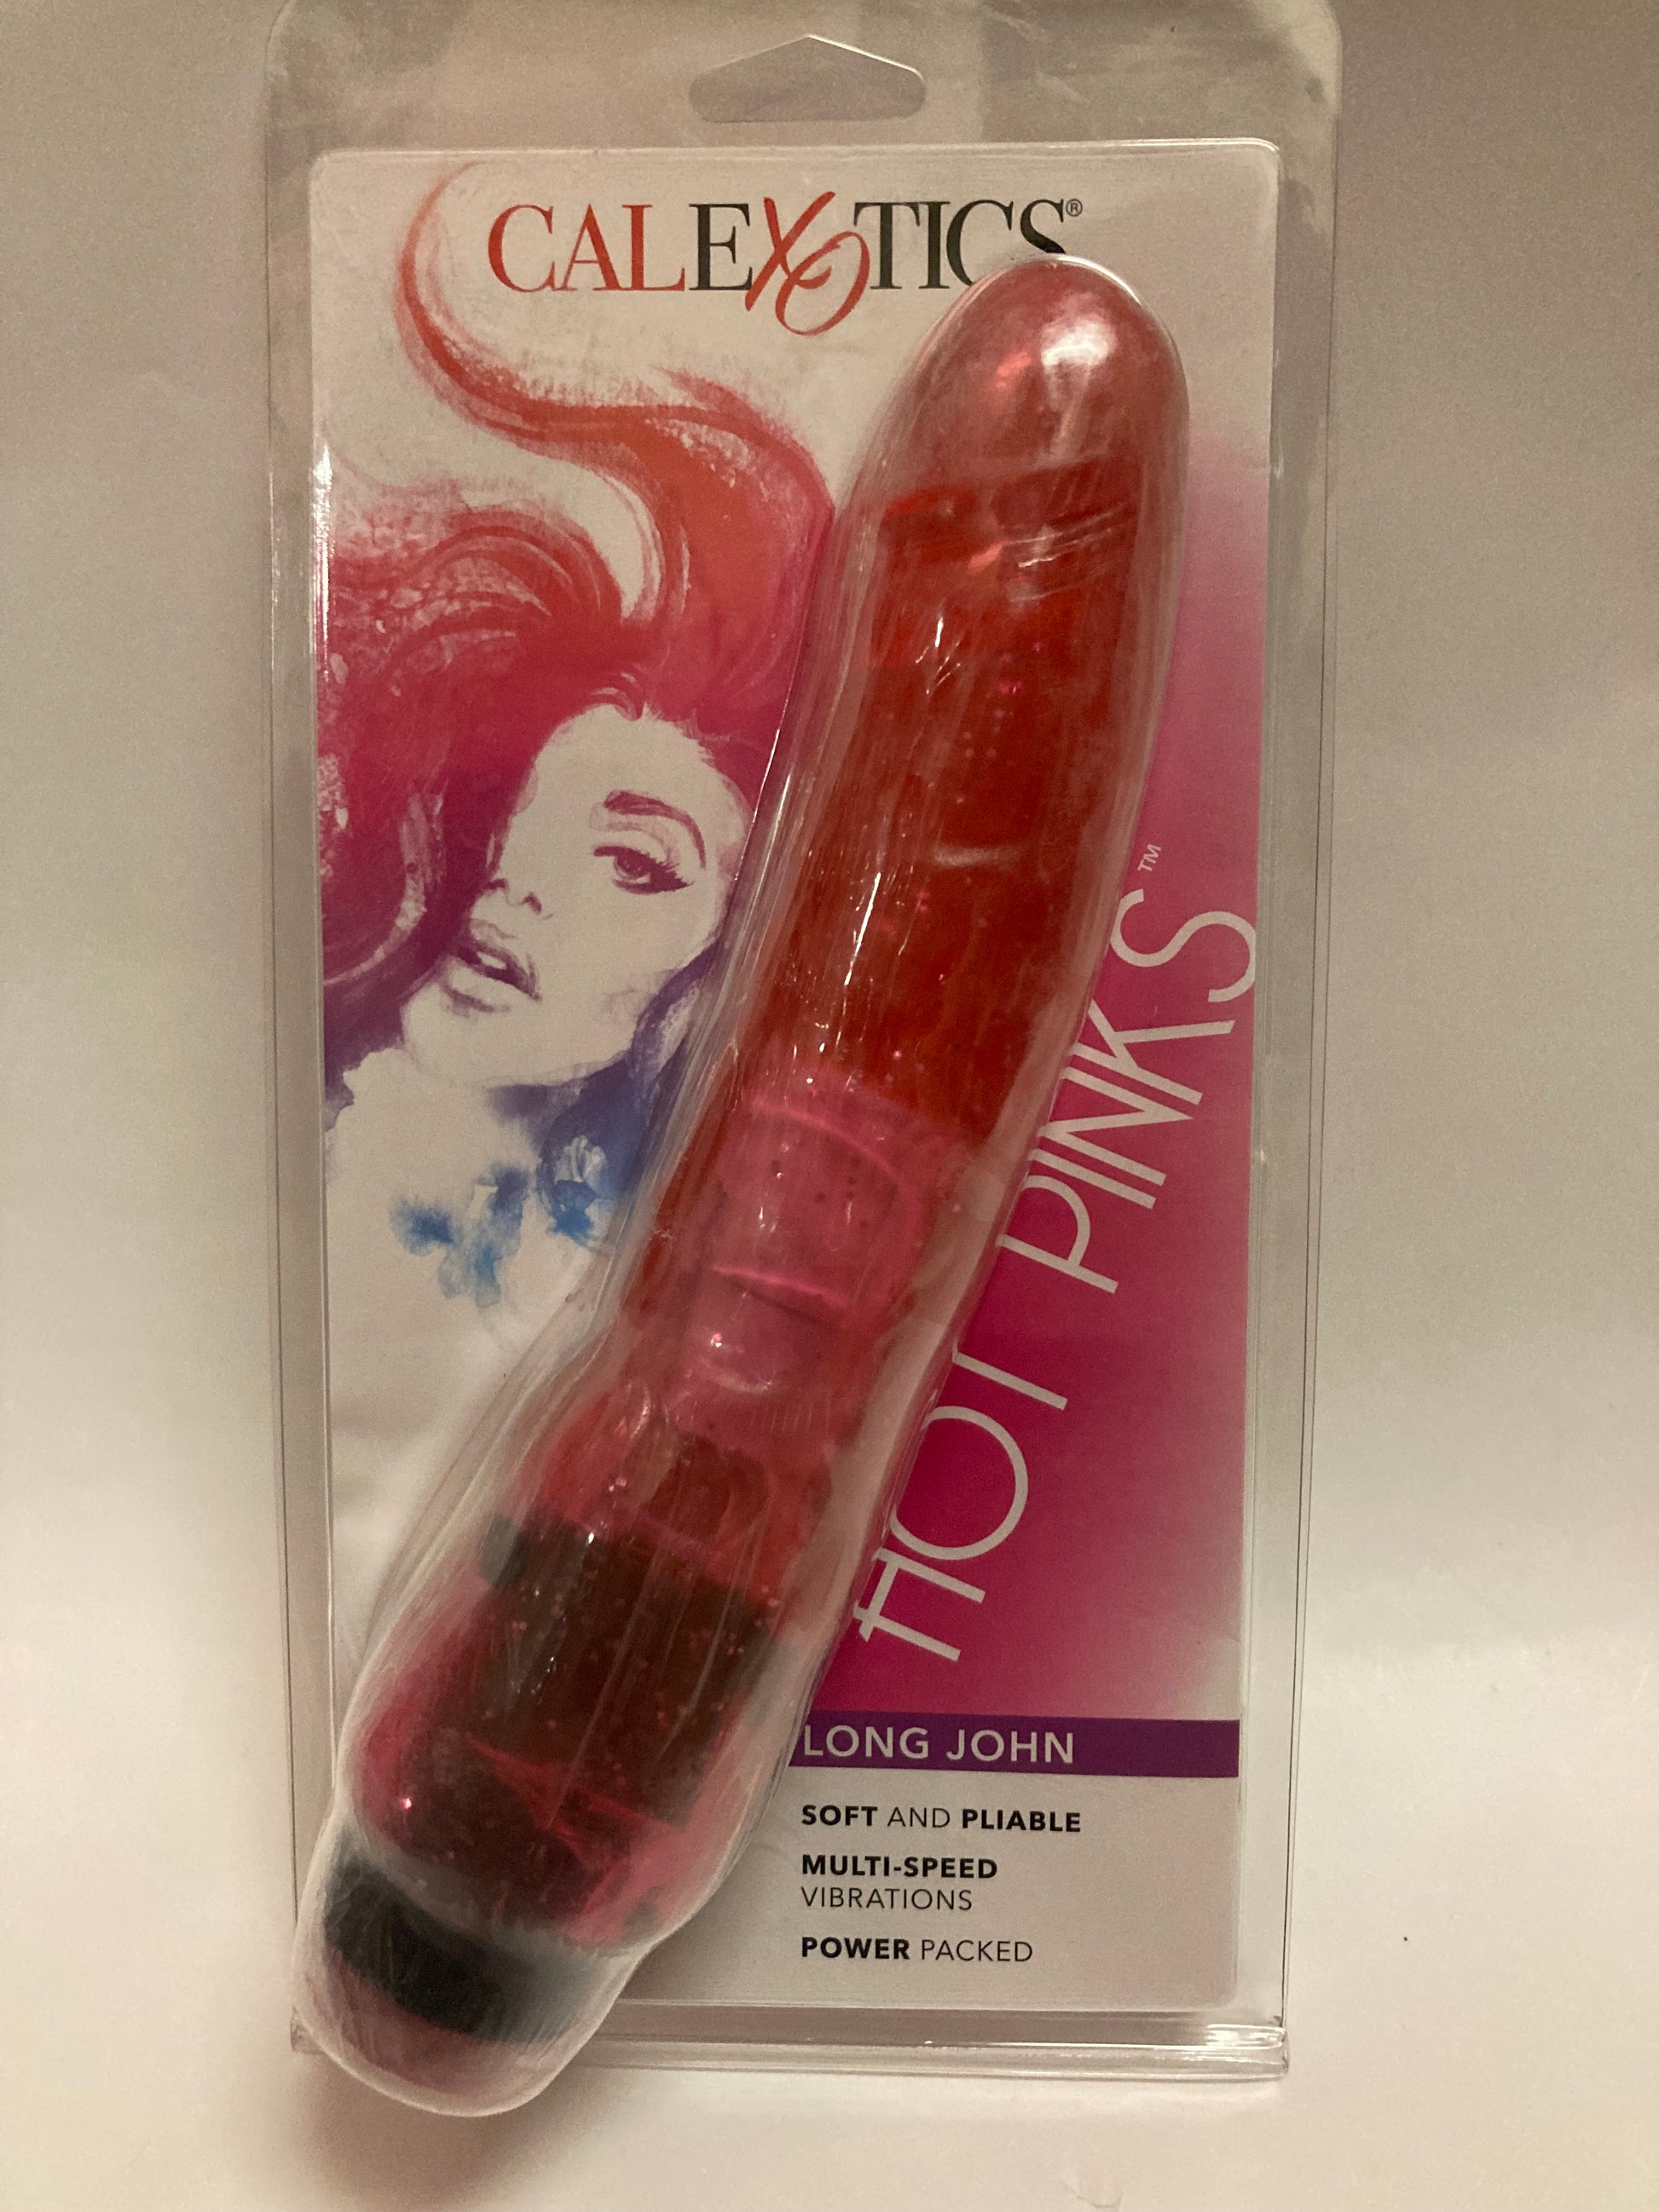 CALEXOTICS®
HOT PINKS™
LONG JOHN
SOFT AND PLIABLE
MULTI-SPEED
VIBRATIONS
POWER PACKED